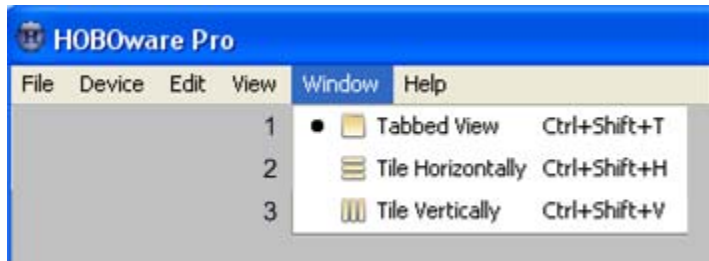 HOBOware Pro
File Device Edit View Window Help
1 Tabbed View Ctrl+Shift+T
2 Tile Horizontally Ctrl+Shift+H
3 Tile Vertically Ctrl+Shift+V